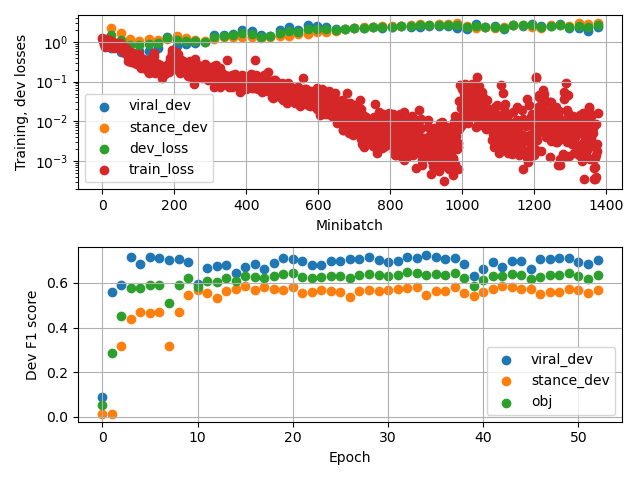 Training, dev losses
10⁰
10⁻¹
10⁻²
10⁻³
viral_dev
stance_dev
dev_loss
train_loss
0 200 400 600 800 1000 1200 1400
Minibatch
Dev F1 score
0.6
0.4
0.2
0.0
viral_dev
stance_dev
obj
0 10 20 30 40 50
Epoch